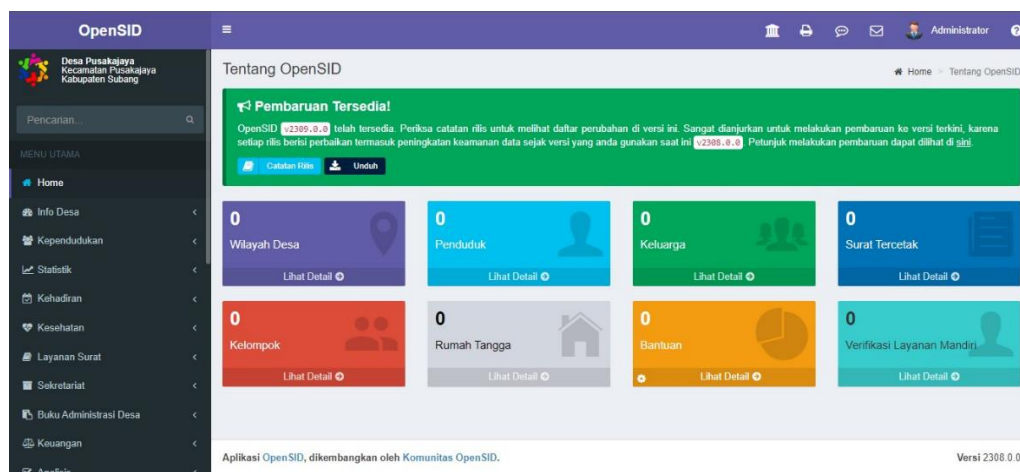 OpenSID
Administrator
Desa Pusakajaya
Kecamatan Pusakajaya
Kabupaten Subang
Pencarian...
MENU UTAMA
Home
Info Desa
Kependudukan
Statistik
Kehadiran
Kesehatan
Layanan Surat
Sekretariat
Buku Administrasi Desa
Keuangan
Analisis
Tentang OpenSID
Home > Tentang OpenSID
Pembaruan Tersedia!
OpenSID v2309.0.0 telah tersedia. Periksa catatan rilis untuk melihat daftar perubahan di versi ini. Sangat dianjurkan untuk melakukan pembaruan ke versi terkini, karena
setiap rilis berisi perbaikan termasuk peningkatan keamanan data sejak versi yang anda gunakan saat ini v2308.0.0. Petunjuk melakukan pembaruan dapat dilihat di sini.
Catatan Rilis Unduh
0
Wilayah Desa
Lihat Detail
0
Penduduk
Lihat Detail
0
Keluarga
Lihat Detail
0
Surat Tercetak
Lihat Detail
0
Kelompok
Lihat Detail
0
Rumah Tangga
Lihat Detail
0
Bantuan
Lihat Detail
0
Verifikasi Layanan Mandiri
Lihat Detail
Aplikasi OpenSID, dikembangkan oleh Komunitas OpenSID.
Versi 2308.0.0